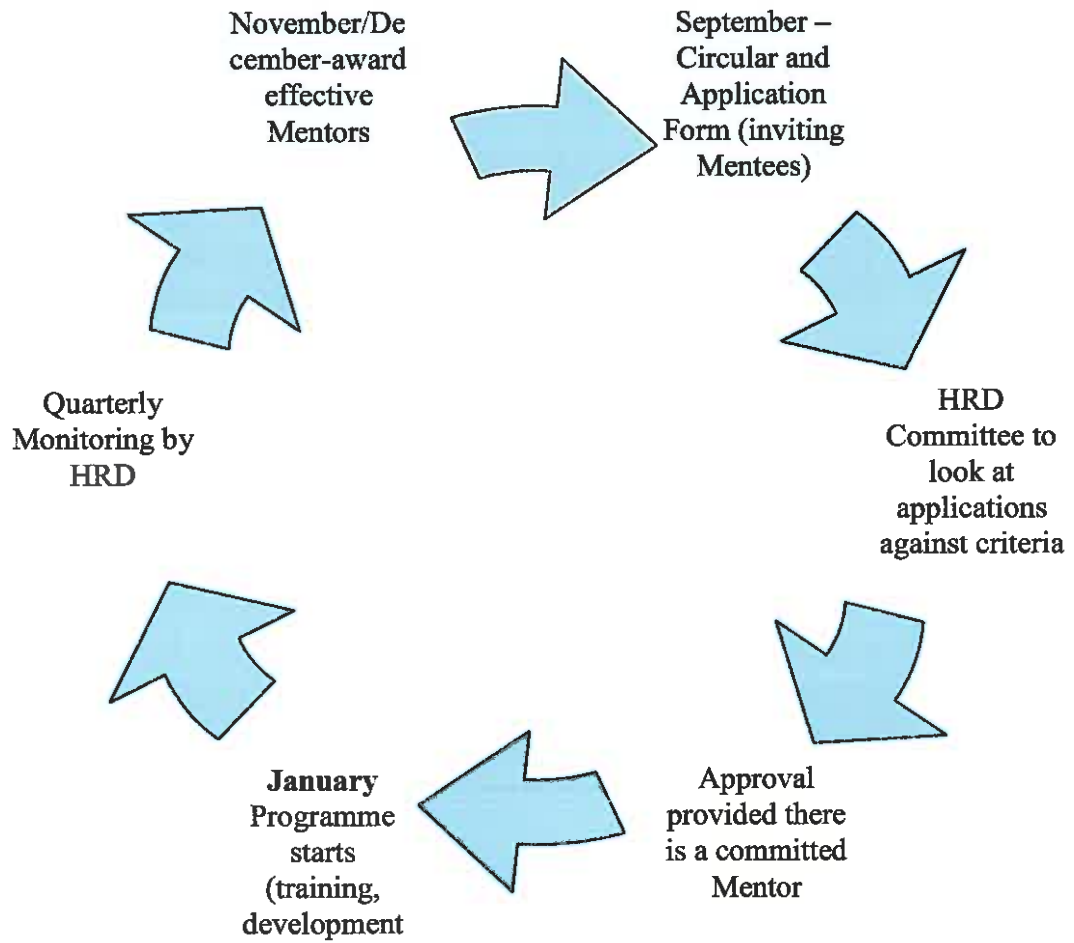 November/De
cember-award
effective
Mentors
September –
Circular and
Application
Form (inviting
Mentees)
HRD
Committee to
look at
applications
against criteria
Approval
provided there
is a committed
Mentor
January
Programme
starts
(training,
development
Quarterly
Monitoring by
HRD